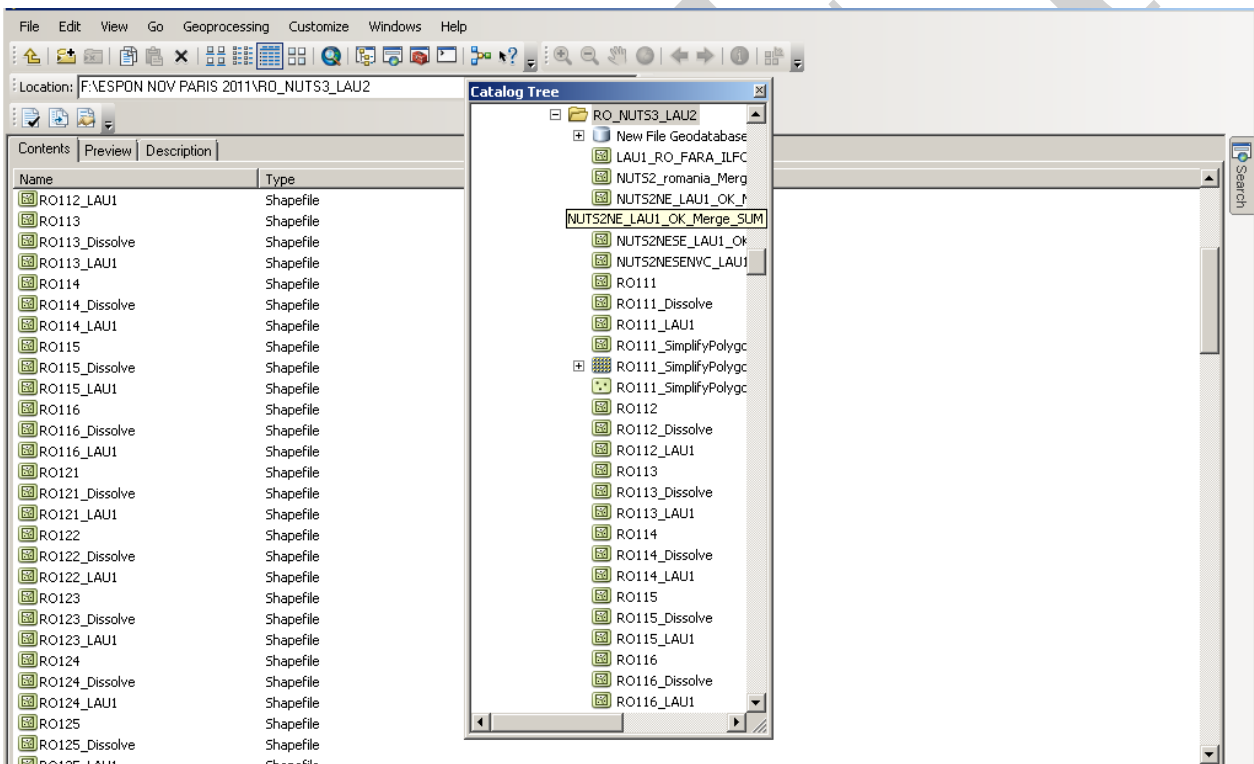 File Edit View Go Geoprocessing Customize Windows Help
Location: F:\ESPON NOV PARIS 2011\RO_NUTS3_LAU2
Contents Preview Description
Name Type
RO112_LAU1 Shapefile
RO113 Shapefile
RO113_Dissolve Shapefile
RO113_LAU1 Shapefile
RO114 Shapefile
RO114_Dissolve Shapefile
RO114_LAU1 Shapefile
RO115 Shapefile
RO115_Dissolve Shapefile
RO115_LAU1 Shapefile
RO116 Shapefile
RO116_Dissolve Shapefile
RO116_LAU1 Shapefile
RO121 Shapefile
RO121_Dissolve Shapefile
RO121_LAU1 Shapefile
RO122 Shapefile
RO122_Dissolve Shapefile
RO122_LAU1 Shapefile
RO123 Shapefile
RO123_Dissolve Shapefile
RO123_LAU1 Shapefile
RO124 Shapefile
RO124_Dissolve Shapefile
RO124_LAU1 Shapefile
RO125 Shapefile
RO125_Dissolve Shapefile
Catalog Tree
RO_NUTS3_LAU2
New File Geodatabase
LAU1_RO_FARA_ILFC
NUTS2_romania_Merg
NUTS2NE_LAU1_OK_M
NUTS2NE_LAU1_OK_Merge_SUM
NUTS2NESE_LAU1_OK
NUTS2NESENVC_LAU1
RO111
RO111_Dissolve
RO111_LAU1
RO111_SimplifyPolygo
RO111_SimplifyPolygo
RO111_SimplifyPolygo
RO112
RO112_Dissolve
RO112_LAU1
RO113
RO113_Dissolve
RO113_LAU1
RO114
RO114_Dissolve
RO114_LAU1
RO115
RO115_Dissolve
RO115_LAU1
RO116
RO116_Dissolve
RO116_LAU1
Search